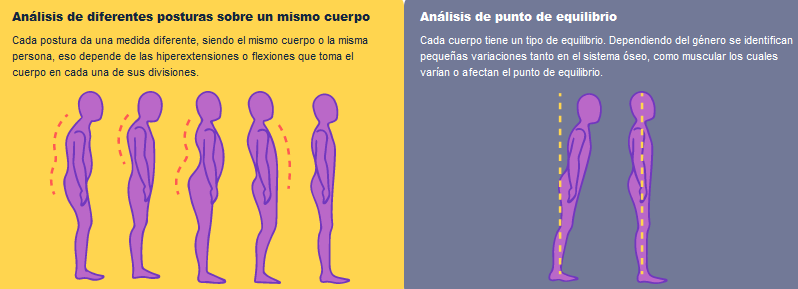 Análisis de diferentes posturas sobre un mismo cuerpo
Cada postura da una medida diferente, siendo el mismo cuerpo o la misma
persona, eso depende de las hiperextensiones o flexiones que toma el
cuerpo en cada una de sus divisiones.
Análisis de punto de equilibrio
Cada cuerpo tiene un tipo de equilibrio. Dependiendo del género se identifican
pequeñas variaciones tanto en el sistema óseo, como muscular los cuales
varían o afectan el punto de equilibrio.